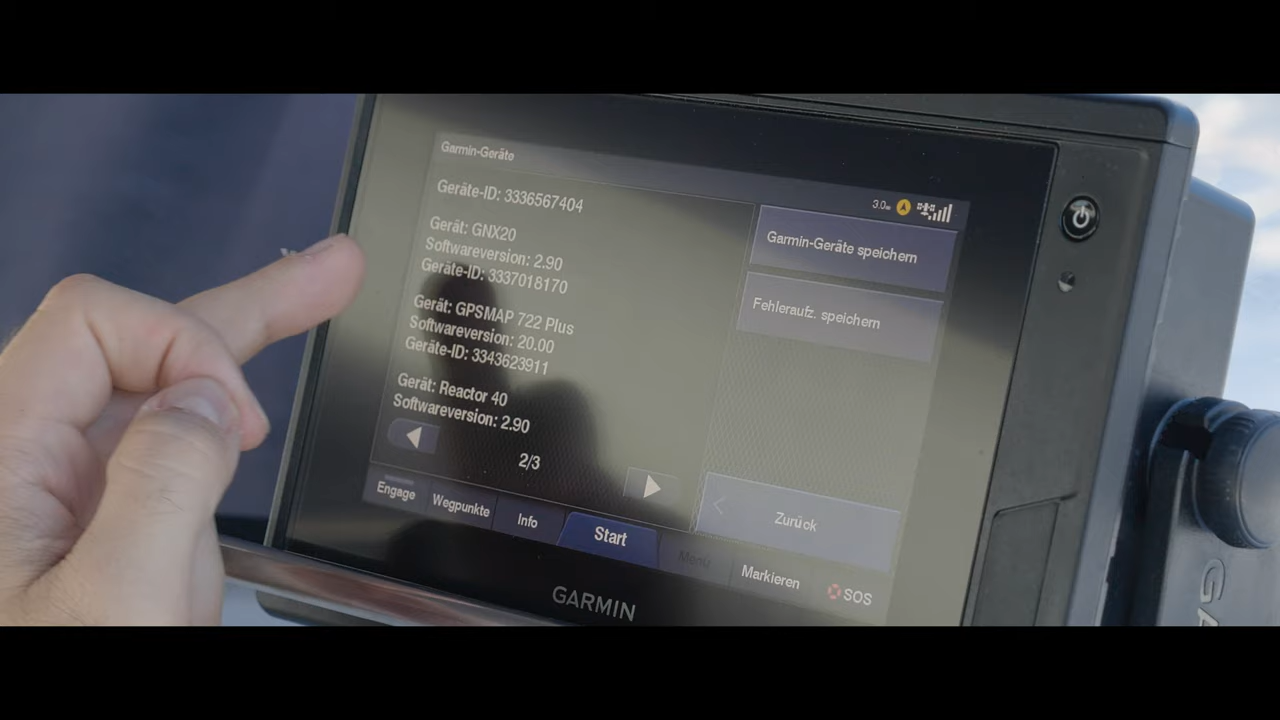 Garmin-Geräte
Geräte-ID: 3336567404
Gerät: GNX20
Softwareversion: 2.90
Geräte-ID: 3337018170
Gerät: GPSMAP 722 Plus
Softwareversion: 20.00
Geräte-ID: 3343623911
Gerät: Reactor 40
Softwareversion: 2.90
2/3
3.0m
Garmin-Geräte speichern
Fehleraufz. speichern
Zurück
Engage
Wegpunkte
Info
Start
Menü
Markieren
SOS
GARMIN